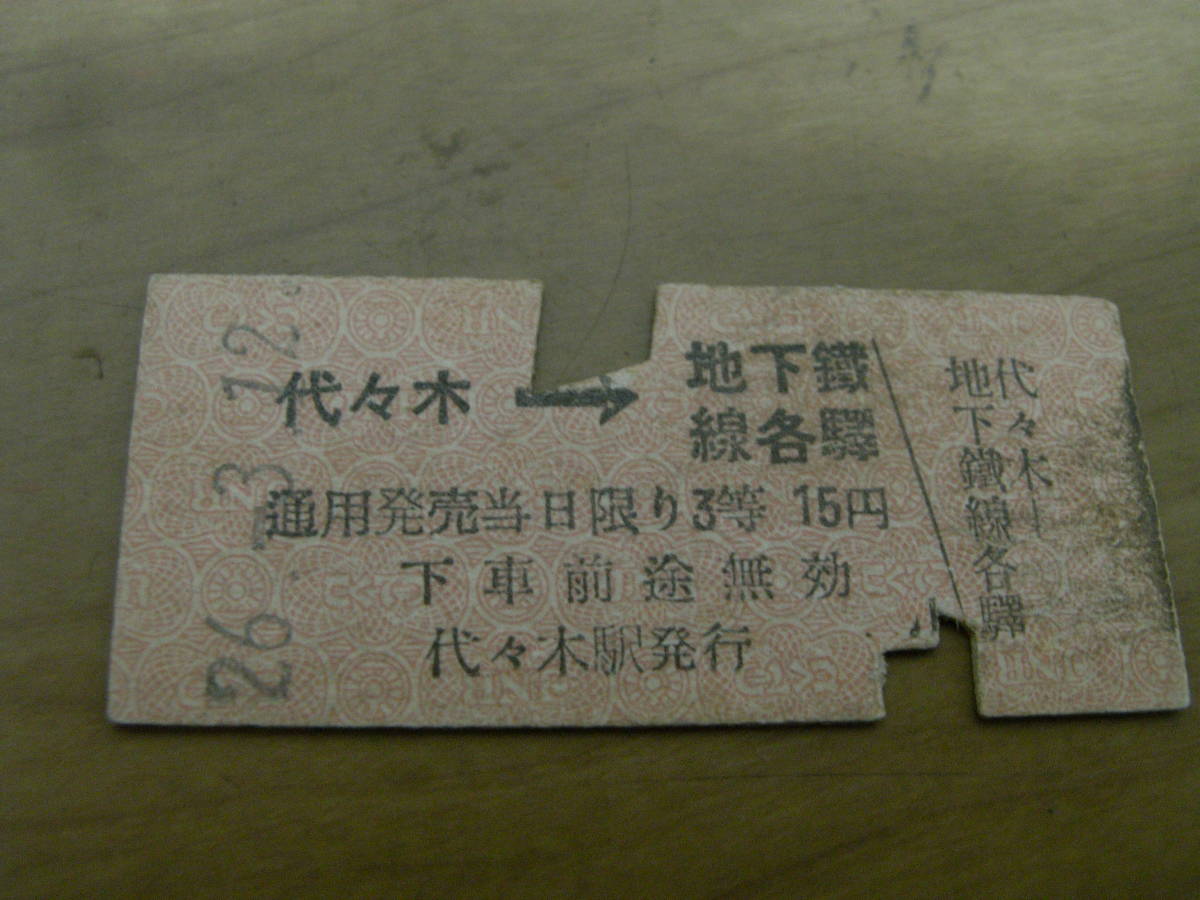 26.-3.12.
代々木 → 地下鐵線各驛
通用発売当日限り3等 15円
下車前途無効
代々木駅発行
代々木―
地下鐵線各驛